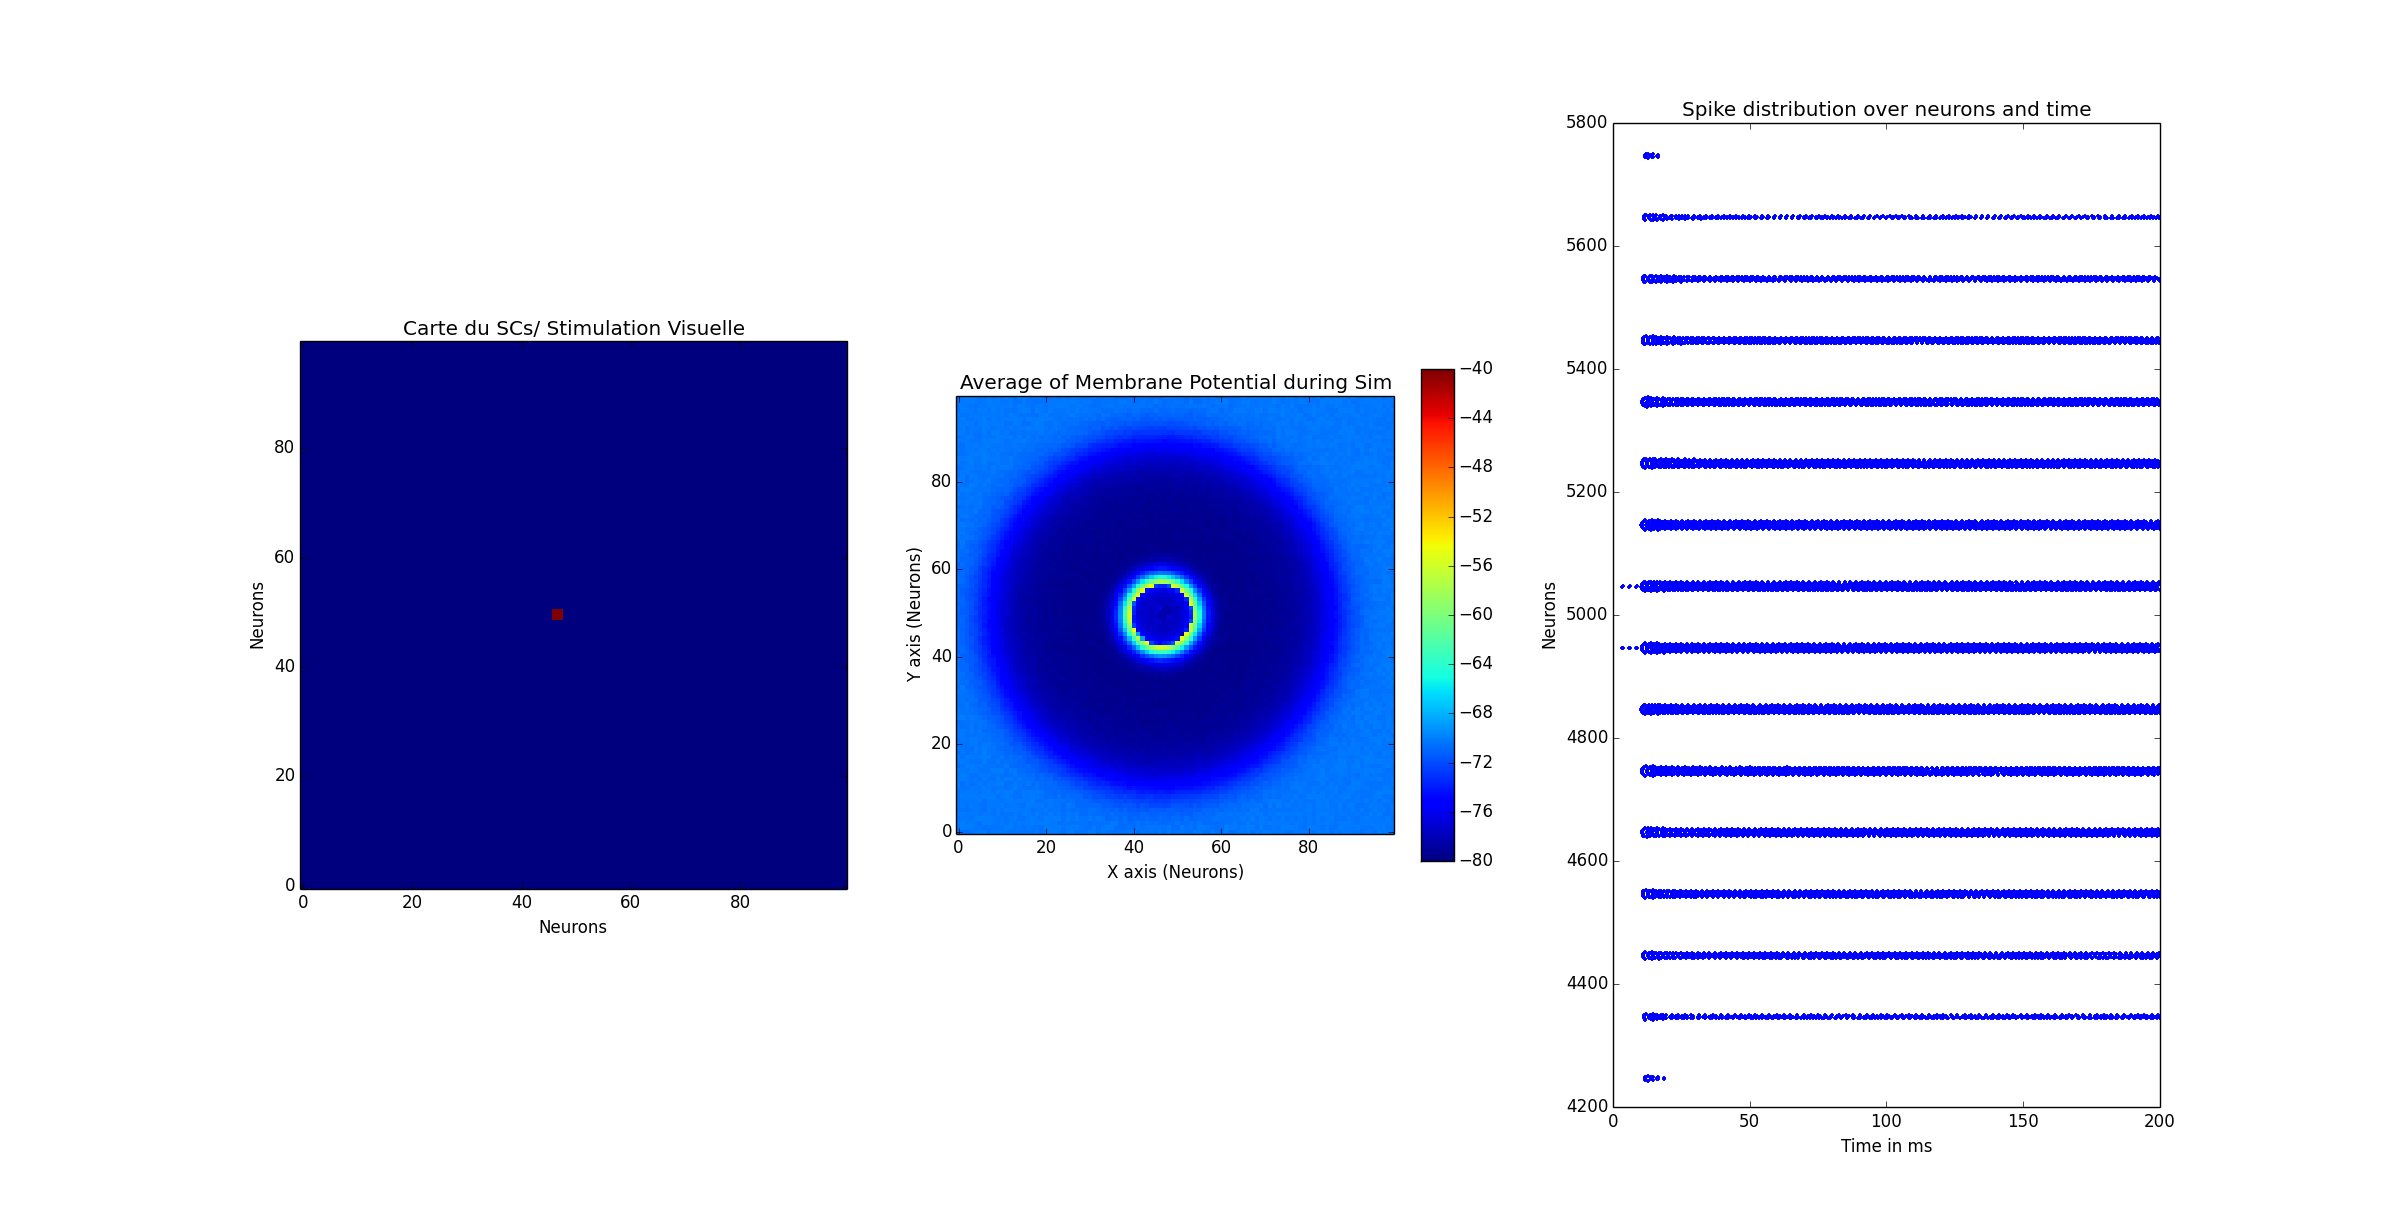 Carte du SCs/ Stimulation Visuelle
Neurons
80
60
40
20
0
0 20 40 60 80
Neurons
Average of Membrane Potential during Sim
Y axis (Neurons)
80
60
40
20
0
0 20 40 60 80
X axis (Neurons)
−40
−44
−48
−52
−56
−60
−64
−68
−72
−76
−80
Spike distribution over neurons and time
Neurons
5800
5600
5400
5200
5000
4800
4600
4400
4200
0 50 100 150 200
Time in ms